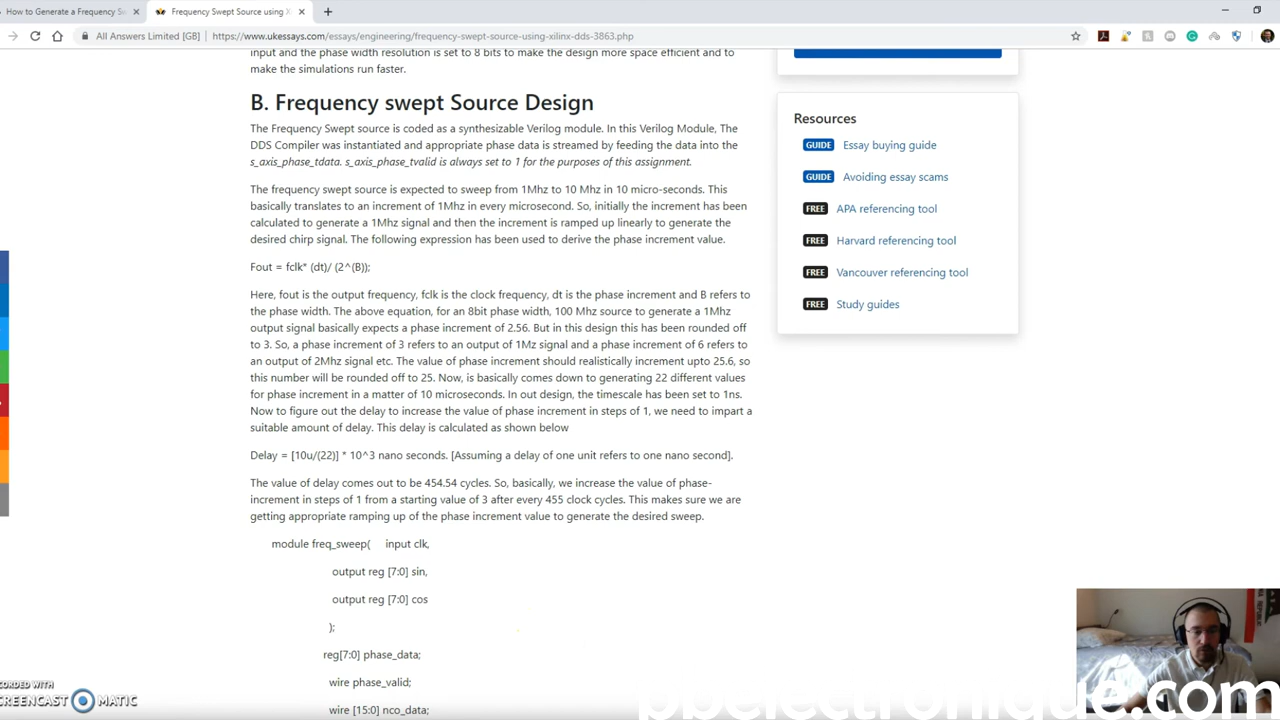 How to Generate a Frequency Sw
Frequency Swept Source using X
All Answers Limited [GB]
https://www.ukessays.com/essays/engineering/frequency-swept-source-using-xilinx-dds-3863.php
input and the phase width resolution is set to 8 bits to make the design more space efficient and to
make the simulations run faster.
B. Frequency swept Source Design
The Frequency Swept source is coded as a synthesizable Verilog module. In this Verilog Module, The
DDS Compiler was instantiated and appropriate phase data is streamed by feeding the data into the
s_axis_phase_tdata. s_axis_phase_tvalid is always set to 1 for the purposes of this assignment.
The frequency swept source is expected to sweep from 1Mhz to 10 Mhz in 10 micro-seconds. This
basically translates to an increment of 1Mhz in every microsecond. So, initially the increment has been
calculated to generate a 1Mhz signal and then the increment is ramped up linearly to generate the
desired chirp signal. The following expression has been used to derive the phase increment value.
Fout = fclk* (dt)/ (2^(B));
Here, fout is the output frequency, fclk is the clock frequency, dt is the phase increment and B refers to
the phase width. The above equation, for an 8bit phase width, 100 Mhz source to generate a 1Mhz
output signal basically expects a phase increment of 2.56. But in this design this has been rounded off
to 3. So, a phase increment of 3 refers to an output of 1Mz signal and a phase increment of 6 refers to
an output of 2Mhz signal etc. The value of phase increment should realistically increment upto 25.6, so
this number will be rounded off to 25. Now, is basically comes down to generating 22 different values
for phase increment in a matter of 10 microseconds. In out design, the timescale has been set to 1ns.
Now to figure out the delay to increase the value of phase increment in steps of 1, we need to impart a
suitable amount of delay. This delay is calculated as shown below
Delay = [10u/(22)] * 10^3 nano seconds. [Assuming a delay of one unit refers to one nano second].
The value of delay comes out to be 454.54 cycles. So, basically, we increase the value of phase-
increment in steps of 1 from a starting value of 3 after every 455 clock cycles. This makes sure we are
getting appropriate ramping up of the phase increment value to generate the desired sweep.
module freq_sweep( input clk,
output reg [7:0] sin,
output reg [7:0] cos
);
reg[7:0] phase_data;
wire phase_valid;
wire [15:0] nco_data;
Resources
GUIDE Essay buying guide
GUIDE Avoiding essay scams
FREE APA referencing tool
FREE Harvard referencing tool
FREE Vancouver referencing tool
FREE Study guides
CORDED WITH
CREENCAST MATIC
pbelectronique.com